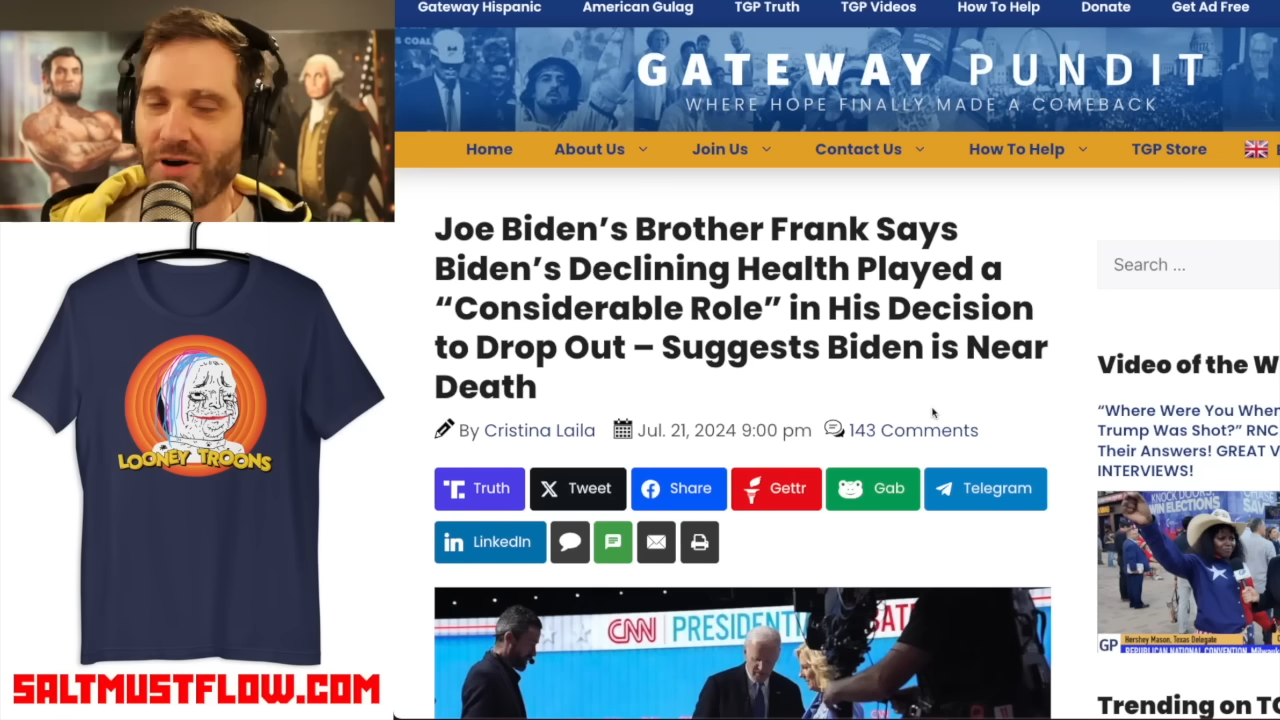 Gateway Hispanic American Gulag TGP Truth TGP Videos How To Help Donate Get Ad Free
S COAL
GATEWAY PUNDIT
WHERE HOPE FINALLY MADE A COMEBACK
Home About Us Join Us Contact Us How To Help TGP Store E
Joe Biden’s Brother Frank Says
Biden’s Declining Health Played a
“Considerable Role” in His Decision
to Drop Out – Suggests Biden is Near
Death
By Cristina Laila Jul. 21, 2024 9:00 pm 143 Comments
Truth Tweet Share Gettr Gab Telegram
LinkedIn
CNN PRESIDENTI
Search ...
Video of the W
“Where Were You When
Trump Was Shot?” RNC
Their Answers! GREAT V
INTERVIEWS!
KNOCK DOORS
WIN ELECTIONS
GP Hershey Mason, Texas Delegate
REPUBLICAN NATIONAL CONVENTION
Trending on TG
LOONEY TROONS
SALTMUSTFLOW.COM